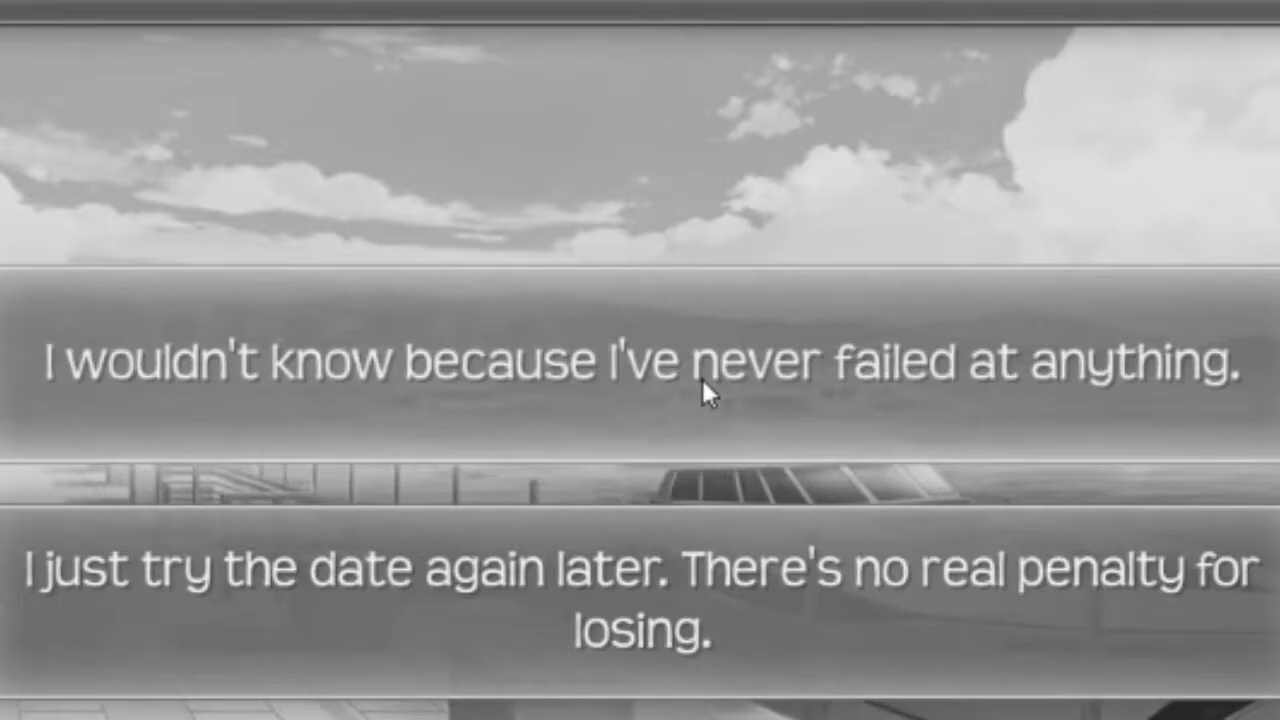 I wouldn't know because I've never failed at anything.
I just try the date again later. There's no real penalty for
losing.